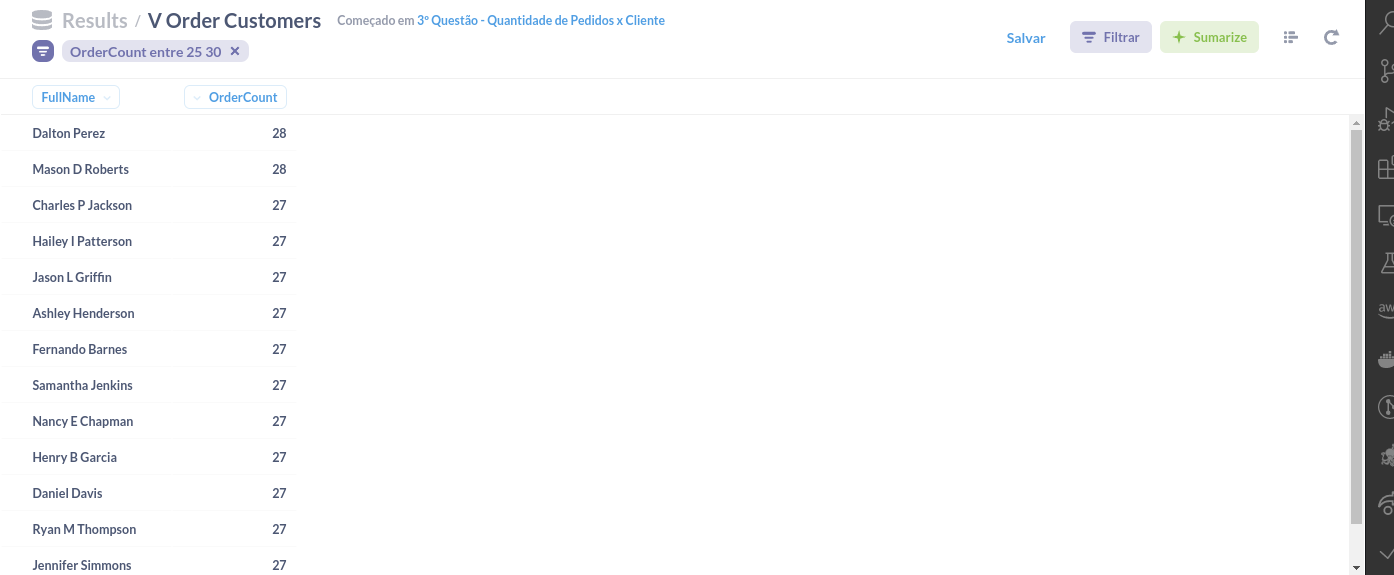 Results / V Order Customers Começado em 3º Questão - Quantidade de Pedidos x Cliente
OrderCount entre 25 30 ×
Salvar Filtrar Sumarize
FullName OrderCount
Dalton Perez 28
Mason D Roberts 28
Charles P Jackson 27
Hailey I Patterson 27
Jason L Griffin 27
Ashley Henderson 27
Fernando Barnes 27
Samantha Jenkins 27
Nancy E Chapman 27
Henry B Garcia 27
Daniel Davis 27
Ryan M Thompson 27
Jennifer Simmons 27